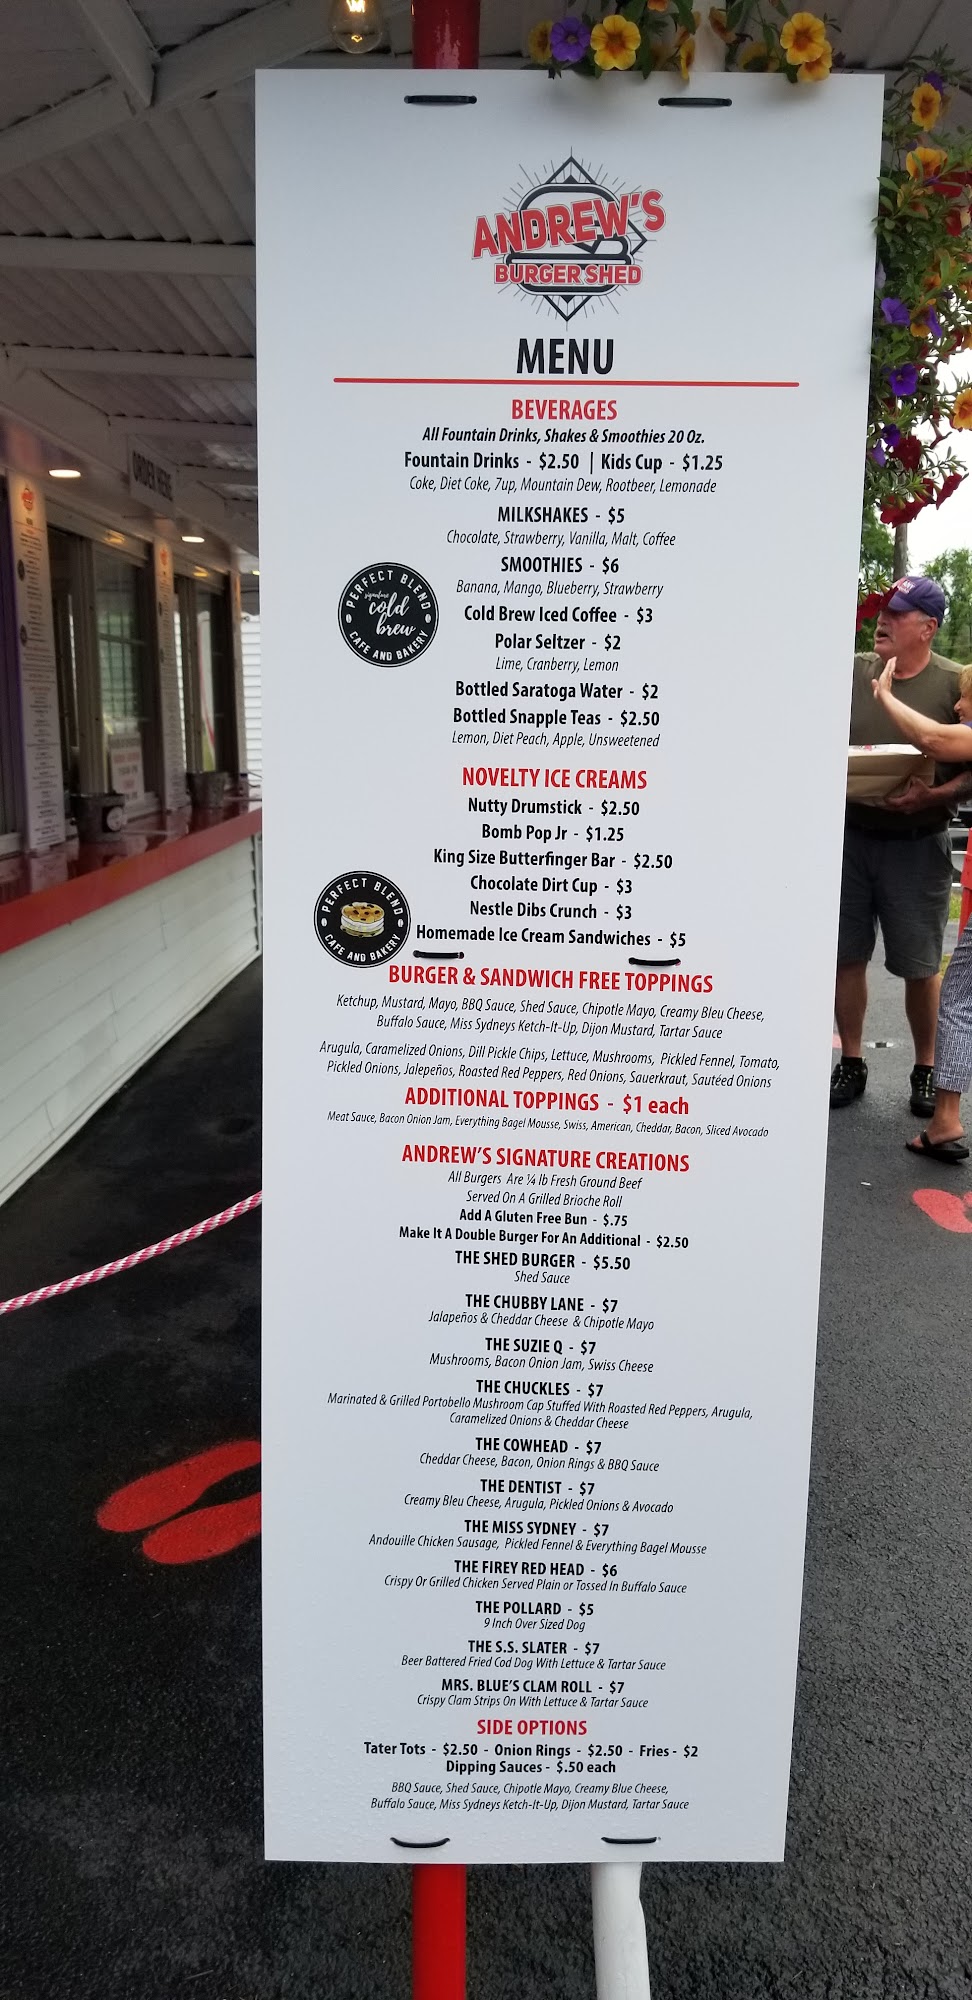 ORDER HERE
ANDREW'S
BURGER SHED
MENU
BEVERAGES
All Fountain Drinks, Shakes & Smoothies 20 Oz.
Fountain Drinks - $2.50 | Kids Cup - $1.25
Coke, Diet Coke, 7up, Mountain Dew, Rootbeer, Lemonade
MILKSHAKES - $5
Chocolate, Strawberry, Vanilla, Malt, Coffee
SMOOTHIES - $6
Banana, Mango, Blueberry, Strawberry
PERFECT BLEND
signature
cold
brew
CAFE AND BAKERY
Cold Brew Iced Coffee - $3
Polar Seltzer - $2
Lime, Cranberry, Lemon
Bottled Saratoga Water - $2
Bottled Snapple Teas - $2.50
Lemon, Diet Peach, Apple, Unsweetened
NOVELTY ICE CREAMS
Nutty Drumstick - $2.50
Bomb Pop Jr - $1.25
King Size Butterfinger Bar - $2.50
Chocolate Dirt Cup - $3
Nestle Dibs Crunch - $3
PERFECT BLEND
CAFE AND BAKERY
Homemade Ice Cream Sandwiches - $5
BURGER & SANDWICH FREE TOPPINGS
Ketchup, Mustard, Mayo, BBQ Sauce, Shed Sauce, Chipotle Mayo, Creamy Bleu Cheese,
Buffalo Sauce, Miss Sydneys Ketch-It-Up, Dijon Mustard, Tartar Sauce
Arugula, Caramelized Onions, Dill Pickle Chips, Lettuce, Mushrooms, Pickled Fennel, Tomato,
Pickled Onions, Jalepeños, Roasted Red Peppers, Red Onions, Sauerkraut, Sautéed Onions
ADDITIONAL TOPPINGS - $1 each
Meat Sauce, Bacon Onion Jam, Everything Bagel Mousse, Swiss, American, Cheddar, Bacon, Sliced Avocado
ANDREW'S SIGNATURE CREATIONS
All Burgers Are ¼ lb Fresh Ground Beef
Served On A Grilled Brioche Roll
Add A Gluten Free Bun - $.75
Make It A Double Burger For An Additional - $2.50
THE SHED BURGER - $5.50
Shed Sauce
THE CHUBBY LANE - $7
Jalapeños & Cheddar Cheese & Chipotle Mayo
THE SUZIE Q - $7
Mushrooms, Bacon Onion Jam, Swiss Cheese
THE CHUCKLES - $7
Marinated & Grilled Portobello Mushroom Cap Stuffed With Roasted Red Peppers, Arugula,
Caramelized Onions & Cheddar Cheese
THE COWHEAD - $7
Cheddar Cheese, Bacon, Onion Rings & BBQ Sauce
THE DENTIST - $7
Creamy Bleu Cheese, Arugula, Pickled Onions & Avocado
THE MISS SYDNEY - $7
Andouille Chicken Sausage, Pickled Fennel & Everything Bagel Mousse
THE FIREY RED HEAD - $6
Crispy Or Grilled Chicken Served Plain or Tossed In Buffalo Sauce
THE POLLARD - $5
9 Inch Over Sized Dog
THE S.S. SLATER - $7
Beer Battered Fried Cod Dog With Lettuce & Tartar Sauce
MRS. BLUE'S CLAM ROLL - $7
Crispy Clam Strips On With Lettuce & Tartar Sauce
SIDE OPTIONS
Tater Tots - $2.50 - Onion Rings - $2.50 - Fries - $2
Dipping Sauces - $.50 each
BBQ Sauce, Shed Sauce, Chipotle Mayo, Creamy Blue Cheese,
Buffalo Sauce, Miss Sydneys Ketch-It-Up, Dijon Mustard, Tartar Sauce